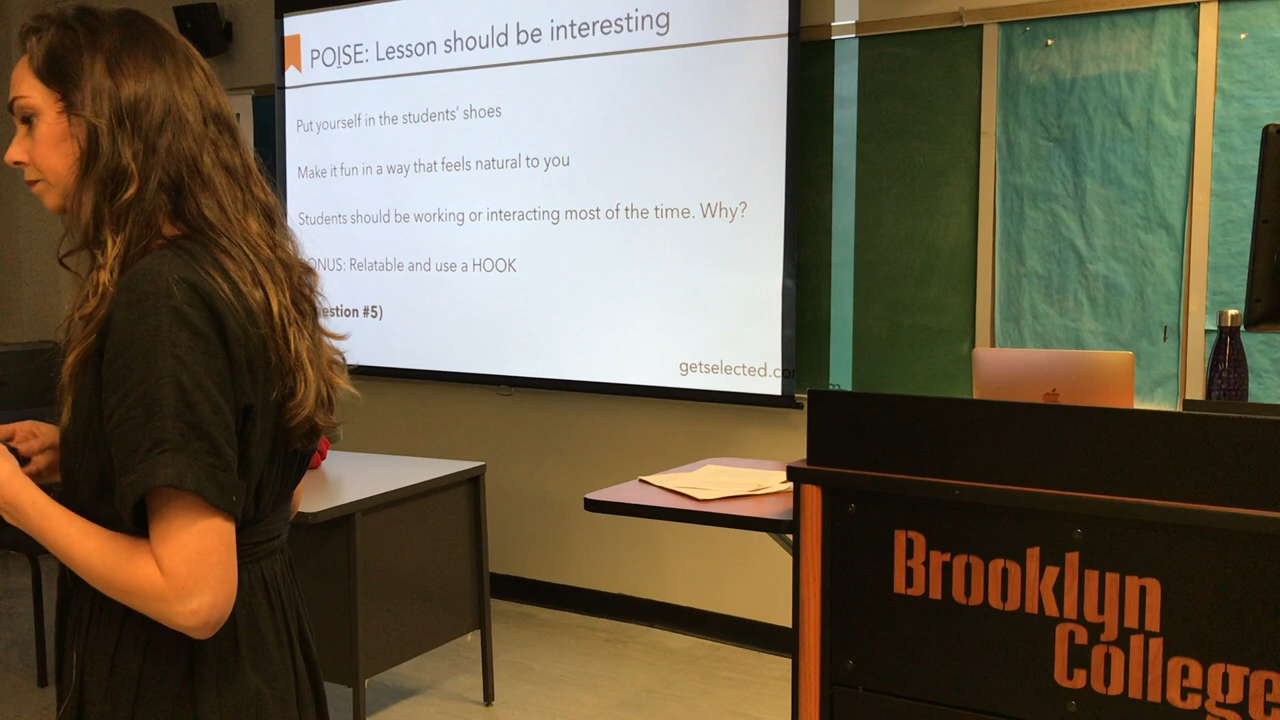 POISE: Lesson should be interesting
Put yourself in the students' shoes
Make it fun in a way that feels natural to you
Students should be working or interacting most of the time. Why?
Relatable and use a HOOK
#5)
getselected.com
Brooklyn
College